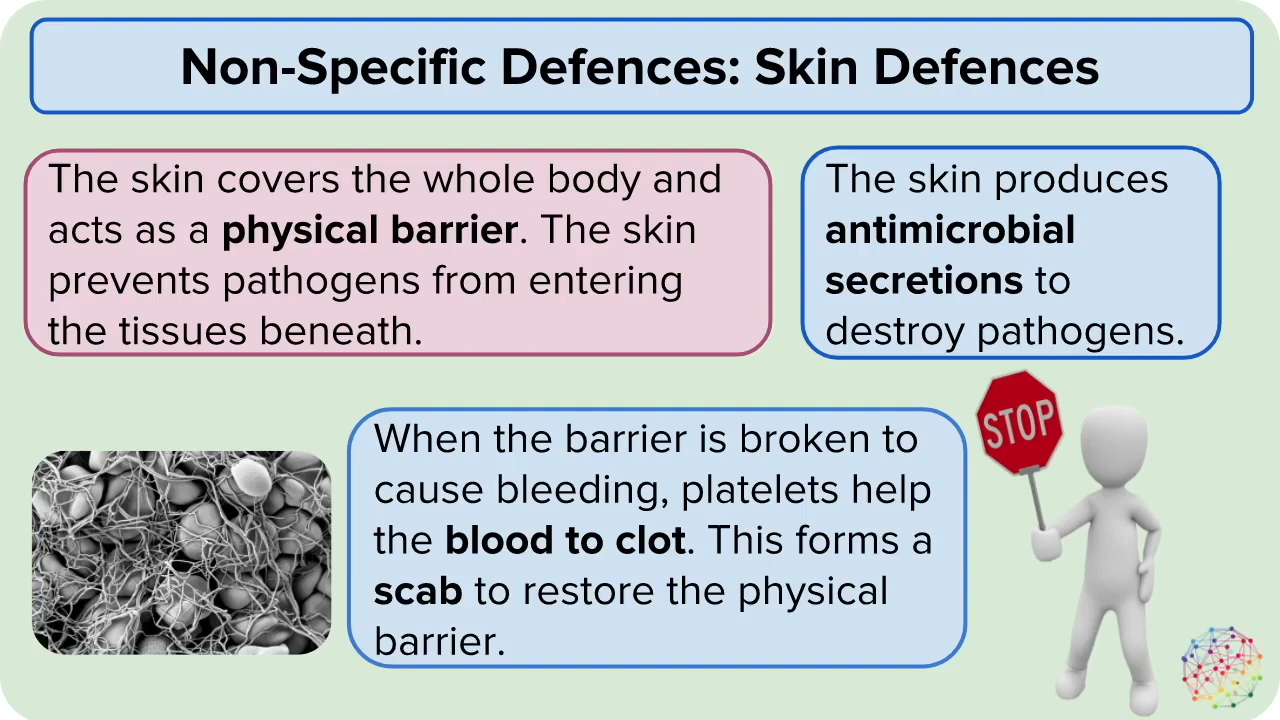 Non-Specific Defences: Skin Defences
The skin covers the whole body and
acts as a physical barrier. The skin
prevents pathogens from entering
the tissues beneath.
The skin produces
antimicrobial
secretions to
destroy pathogens.
STOP
When the barrier is broken to
cause bleeding, platelets help
the blood to clot. This forms a
scab to restore the physical
barrier.